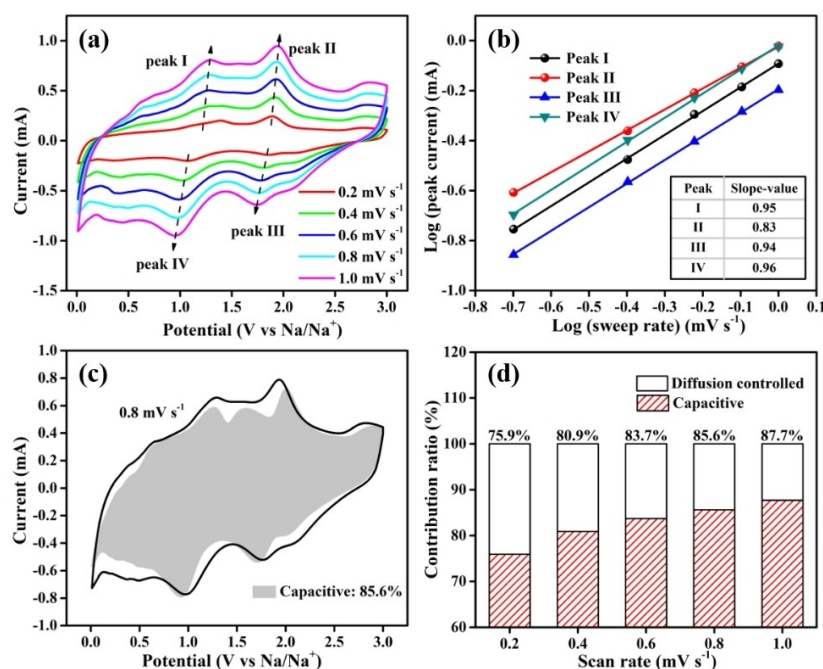 (a)
peak I
peak II
peak III
peak IV
0.2 mV s⁻¹
0.4 mV s⁻¹
0.6 mV s⁻¹
0.8 mV s⁻¹
1.0 mV s⁻¹
Current (mA)
1.0
0.5
0.0
-0.5
-1.0
-1.5
0.0 0.5 1.0 1.5 2.0 2.5 3.0
Potential (V vs Na/Na⁺)
(b)
Peak I
Peak II
Peak III
Peak IV
Peak Slope-value
I 0.95
II 0.83
III 0.94
IV 0.96
Log (peak current) (mA)
0.0
-0.2
-0.4
-0.6
-0.8
-1.0
-0.8 -0.7 -0.6 -0.5 -0.4 -0.3 -0.2 -0.1 0.0 0.1
Log (sweep rate) (mV s⁻¹)
(c)
0.8 mV s⁻¹
Capacitive: 85.6%
Current (mA)
1.0
0.8
0.6
0.4
0.2
0.0
-0.2
-0.4
-0.6
-0.8
-1.0
0.0 0.5 1.0 1.5 2.0 2.5 3.0
Potential (V vs Na/Na⁺)
(d)
Diffusion controlled
Capacitive
75.9% 80.9% 83.7% 85.6% 87.7%
Contribution ratio (%)
120
110
100
90
80
70
60
0.2 0.4 0.6 0.8 1.0
Scan rate (mV s⁻¹)